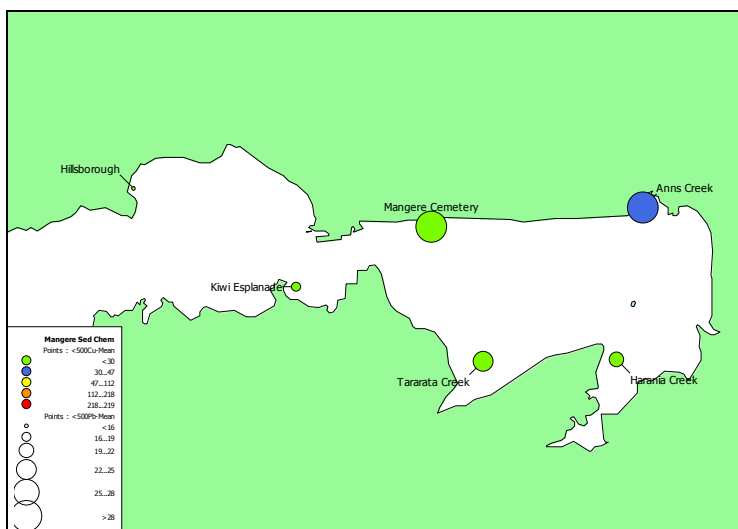 Hillsborough
Anns Creek
Mangere Cemetery
Kiwi Esplanade
Tararata Creek
Harania Creek
Mangere Sed Chem
Points : <500Cu-Mean
<30
30...47
47...112
112...218
218...219
Points : <500Pb-Mean
<16
16...19
19...22
22...25
25...28
>28